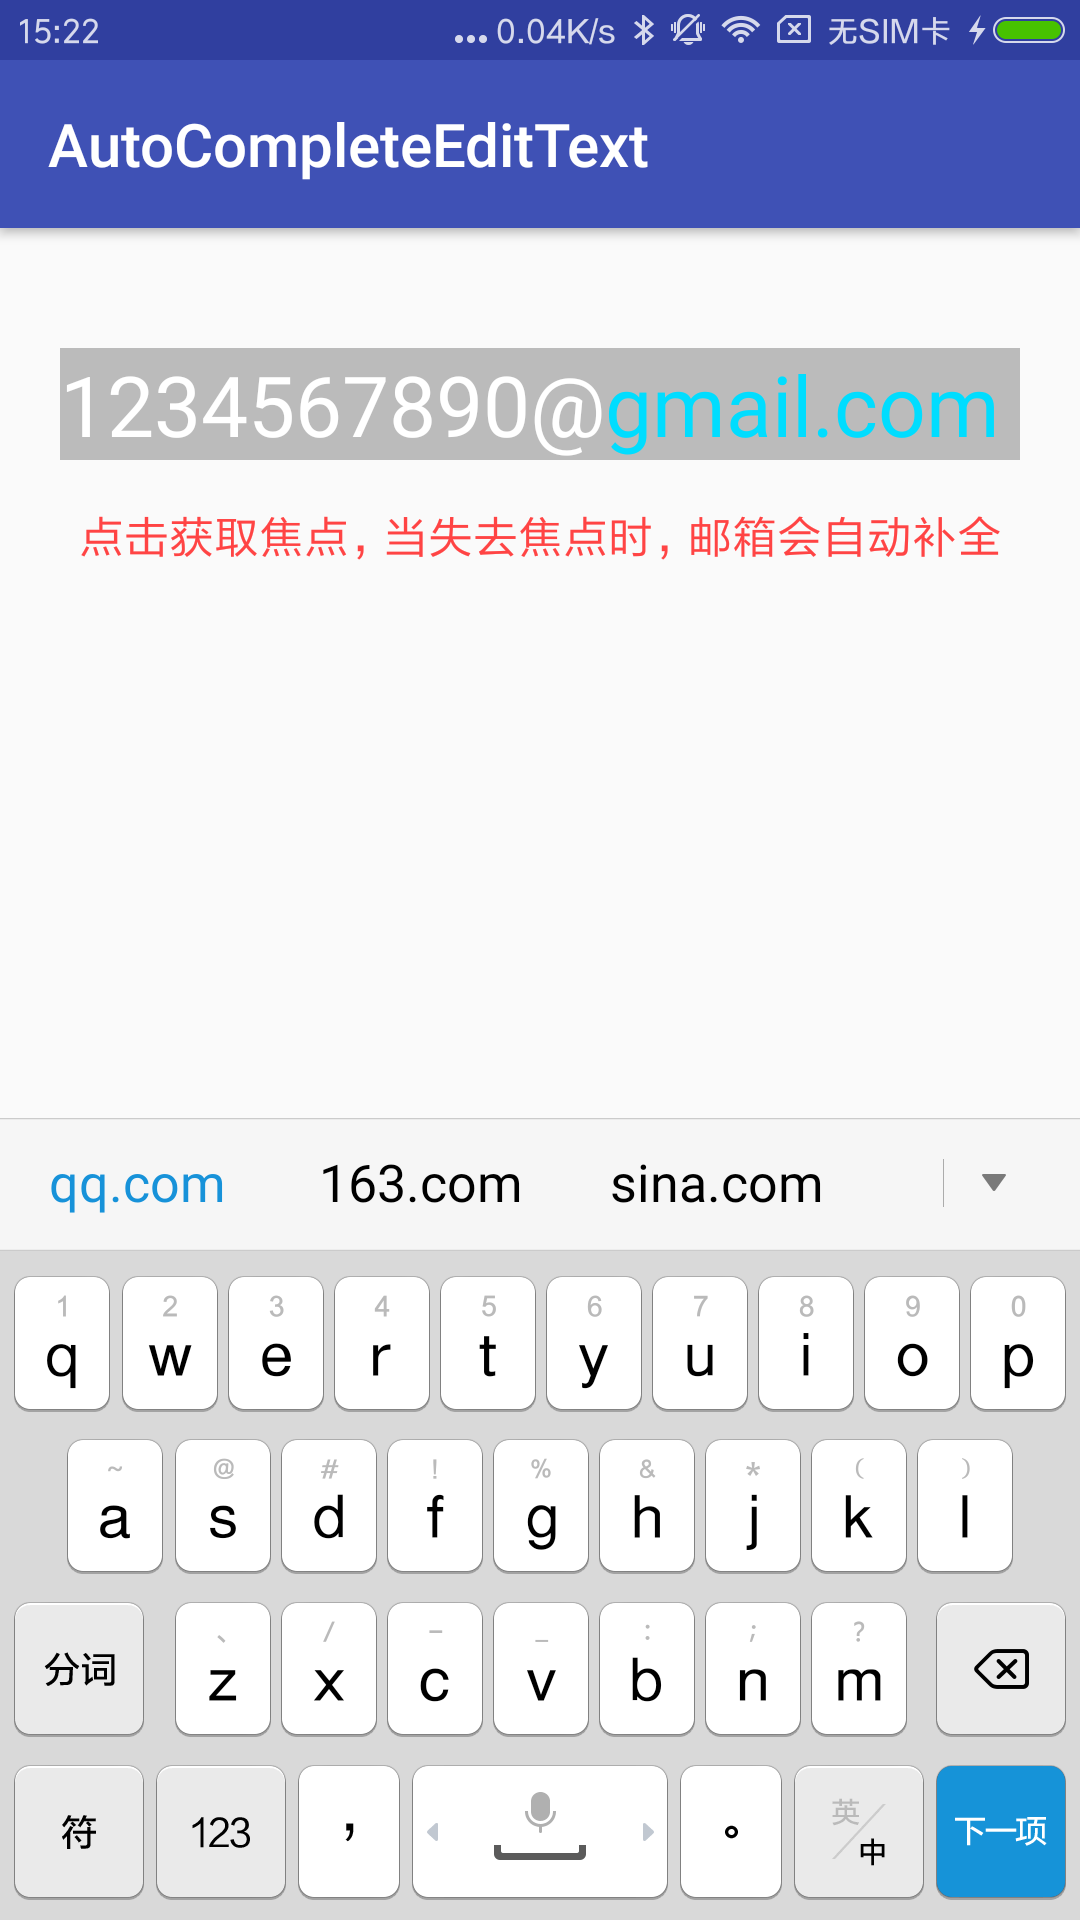 15:22 ... 0.04K/s 无SIM卡
AutoCompleteEditText
1234567890@gmail.com
点击获取焦点，当失去焦点时，邮箱会自动补全
qq.com 163.com sina.com
1 2 3 4 5 6 7 8 9 0
q w e r t y u i o p
~ @ # ! % & * ( )
a s d f g h j k l
、 / – _ : ; ?
分词 z x c v b n m
符 123 ， 。 英/中 下一项